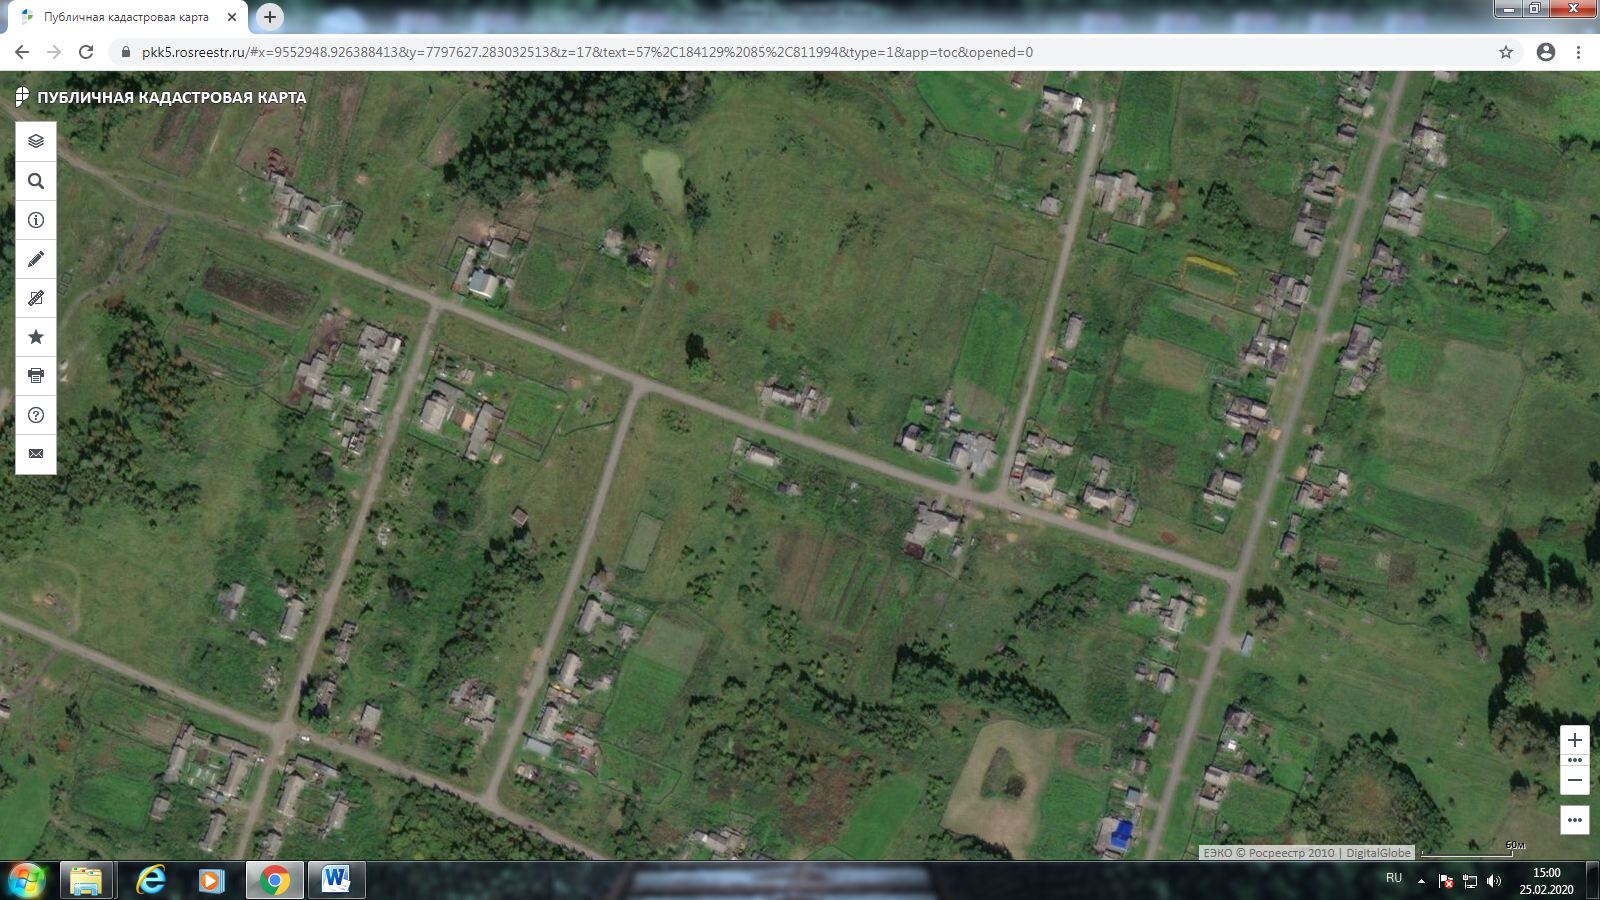 Публичная кадастровая карта
pkk5.rosreestr.ru/#x=9552948.926388413&y=7797627.283032513&z=17&text=57%2C184129%2085%2C811994&type=1&app=toc&opened=0
ПУБЛИЧНАЯ КАДАСТРОВАЯ КАРТА
60м
ЕЭКО © Росреестр 2010 | DigitalGlobe
RU
15:00
25.02.2020